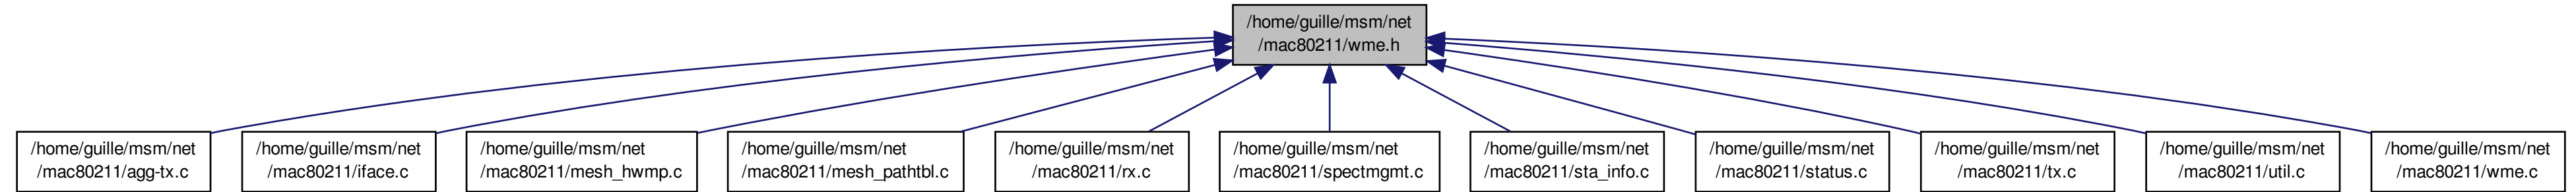 /home/guille/msm/net
/mac80211/wme.h
/home/guille/msm/net
/mac80211/agg-tx.c
/home/guille/msm/net
/mac80211/iface.c
/home/guille/msm/net
/mac80211/mesh_hwmp.c
/home/guille/msm/net
/mac80211/mesh_pathtbl.c
/home/guille/msm/net
/mac80211/rx.c
/home/guille/msm/net
/mac80211/spectmgmt.c
/home/guille/msm/net
/mac80211/sta_info.c
/home/guille/msm/net
/mac80211/status.c
/home/guille/msm/net
/mac80211/tx.c
/home/guille/msm/net
/mac80211/util.c
/home/guille/msm/net
/mac80211/wme.c